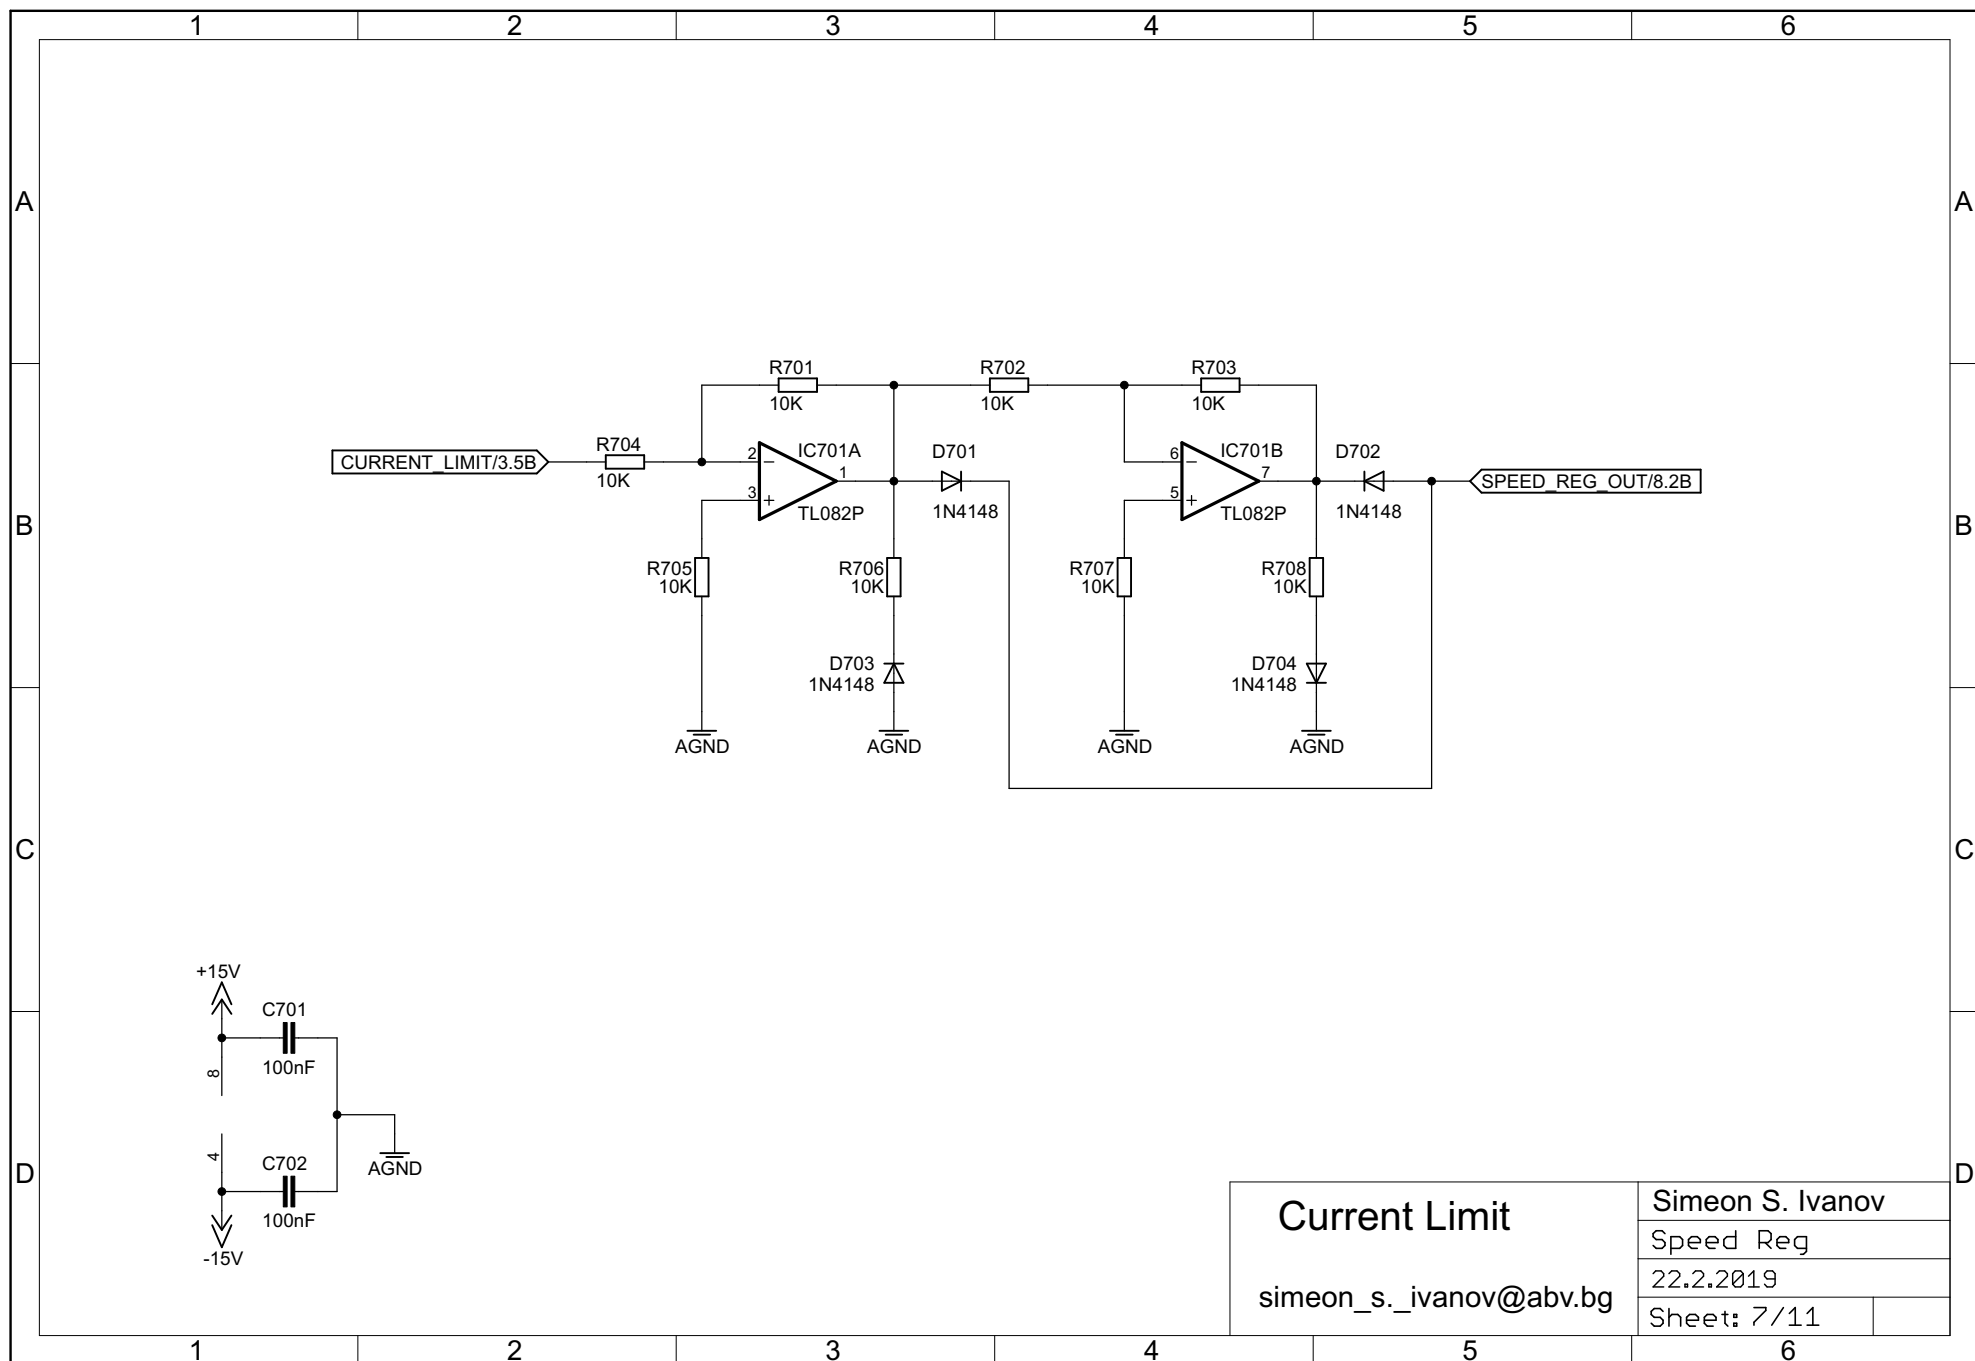 1 2 3 4 5 6
A A
R701 R702 R703
10K 10K 10K
R704 IC701A D701 IC701B D702
CURRENT_LIMIT/3.5B 2 - 1 6 - 7 SPEED_REG_OUT/8.2B
10K 3 + 5 +
TL082P 1N4148 TL082P 1N4148
B B
R705 R706 R707 R708
10K 10K 10K 10K
D703 D704
1N4148 1N4148
AGND AGND AGND AGND
C C
+15V
C701
100nF
8
4
C702
AGND
100nF
-15V
D D
Current Limit
simeon_s._ivanov@abv.bg
Simeon S. Ivanov
Speed Reg
22.2.2019
Sheet: 7/11
1 2 3 4 5 6